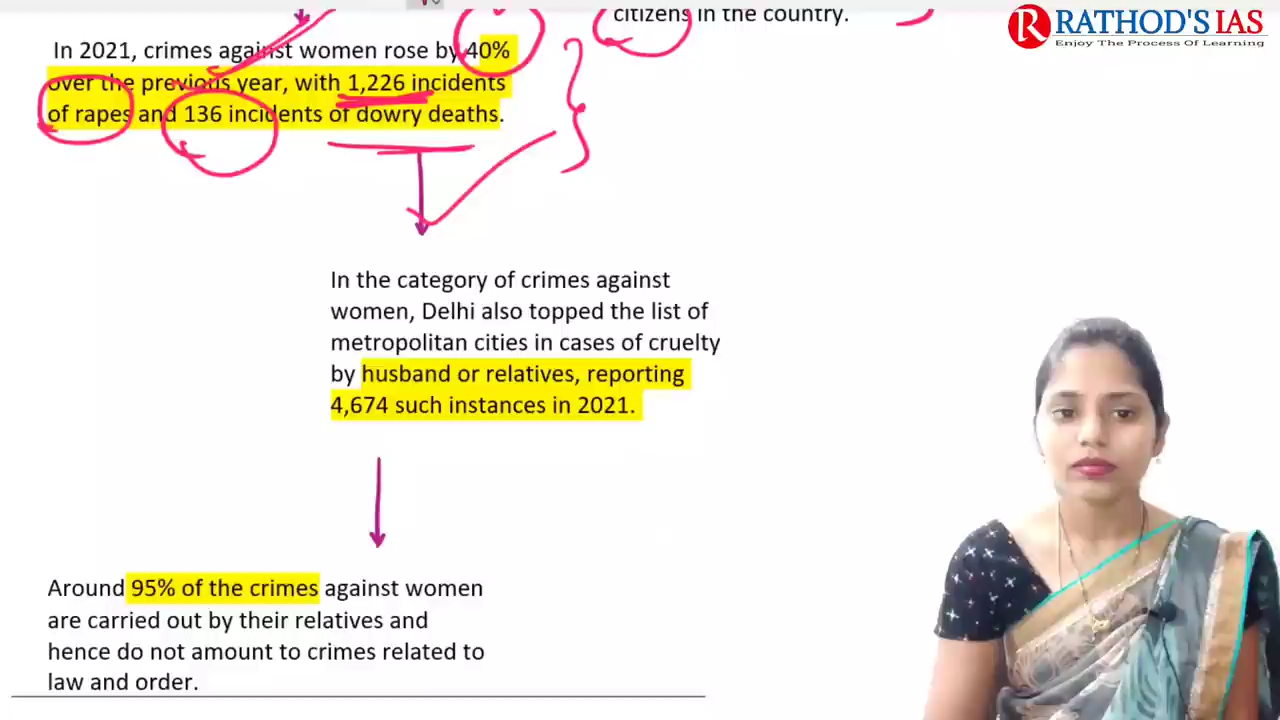 citizens in the country.
RATHOD'S IAS
Enjoy The Process Of Learning
In 2021, crimes against women rose by 40%
over the previous year, with 1,226 incidents
of rapes and 136 incidents of dowry deaths.
In the category of crimes against
women, Delhi also topped the list of
metropolitan cities in cases of cruelty
by husband or relatives, reporting
4,674 such instances in 2021.
Around 95% of the crimes against women
are carried out by their relatives and
hence do not amount to crimes related to
law and order.